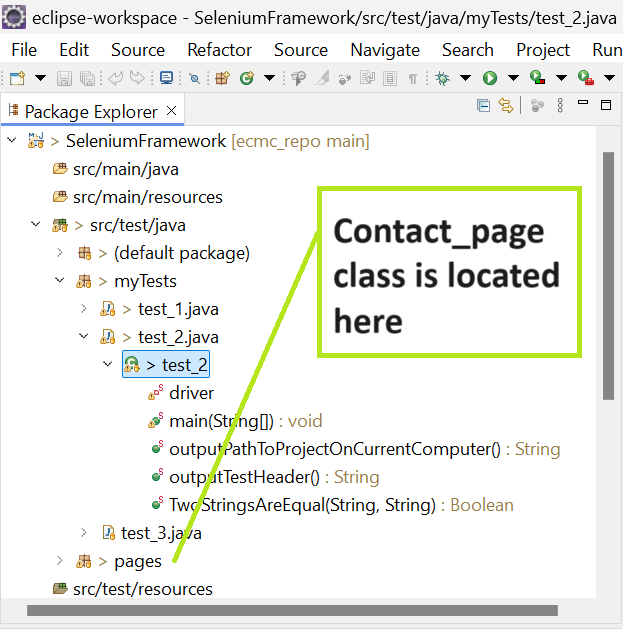 eclipse-workspace - SeleniumFramework/src/test/java/myTests/test_2.java
File Edit Source Refactor Source Navigate Search Project Run
Package Explorer
> SeleniumFramework [ecmc_repo main]
src/main/java
src/main/resources
> src/test/java
> (default package)
> myTests
> test_1.java
> test_2.java
> test_2
driver
main(String[]) : void
outputPathToProjectOnCurrentComputer() : String
outputTestHeader() : String
TwoStringsAreEqual(String, String) : Boolean
test_3.java
> pages
src/test/resources
Contact_page
class is located
here